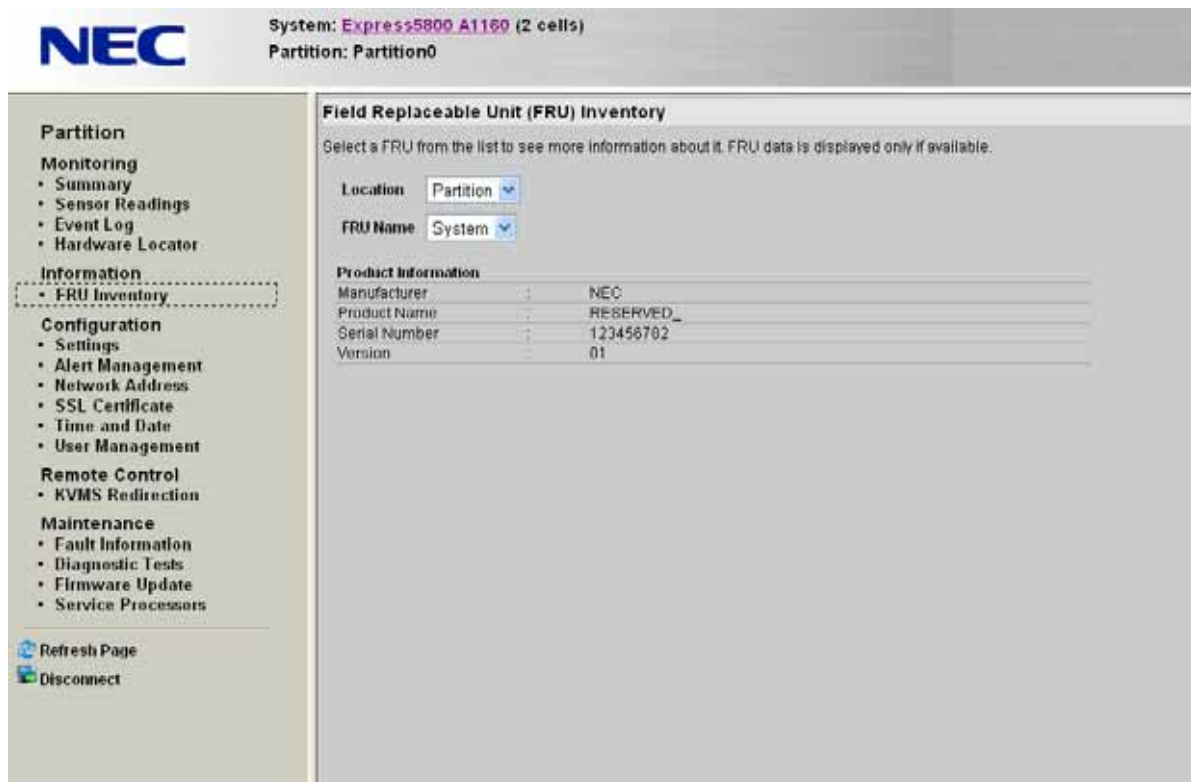 NEC
System: Express5800 A1160 (2 cells)
Partition: Partition0
Partition
Monitoring
• Summary
• Sensor Readings
• Event Log
• Hardware Locator
Information
• FRU Inventory
Configuration
• Settings
• Alert Management
• Network Address
• SSL Certificate
• Time and Date
• User Management
Remote Control
• KVMS Redirection
Maintenance
• Fault Information
• Diagnostic Tests
• Firmware Update
• Service Processors
Refresh Page
Disconnect
Field Replaceable Unit (FRU) Inventory
Select a FRU from the list to see more information about it. FRU data is displayed only if available.
Location Partition
FRU Name System
Product Information
Manufacturer : NEC
Product Name : RESERVED_
Serial Number : 123456782
Version : 01